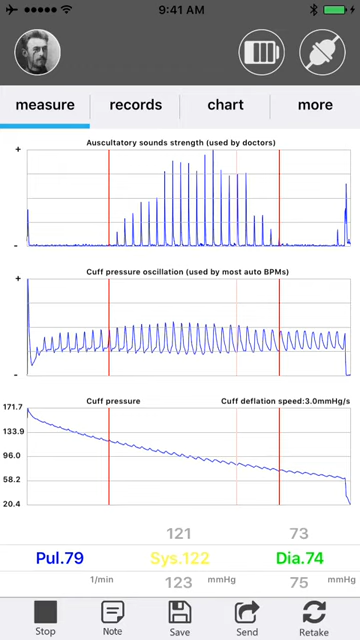 9:41 AM
measure records chart more
Auscultatory sounds strength (used by doctors)
+
-
Cuff pressure oscillation (used by most auto BPMs)
+
-
Cuff pressure Cuff deflation speed:3.0mmHg/s
171.7
133.9
96.0
58.2
20.4
121 73
Pul.79 Sys.122 Dia.74
1/min 123 mmHg 75 mmHg
Stop Note Save Send Retake